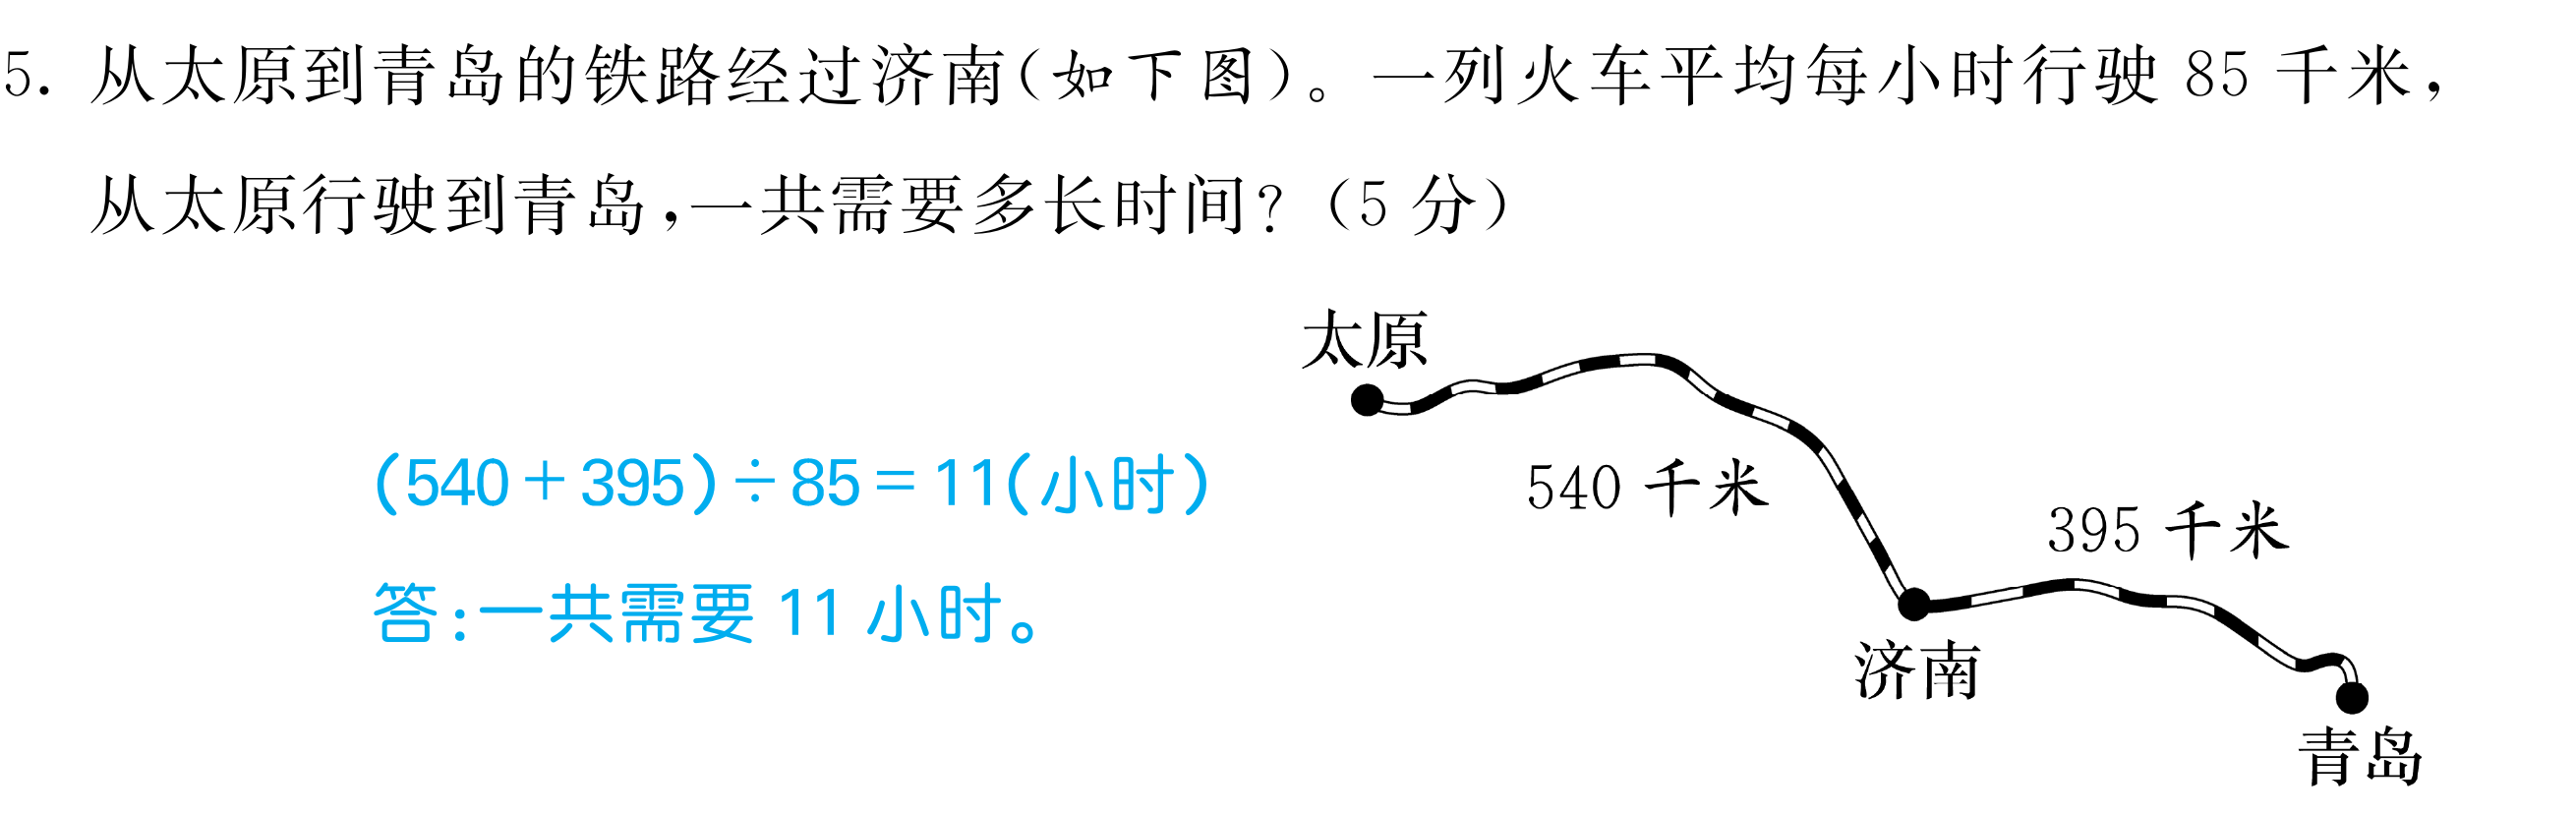 5. 从太原到青岛的铁路经过济南(如下图)。一列火车平均每小时行驶 85 千米,
从太原行驶到青岛,一共需要多长时间?(5 分)
太原
(540+395)÷85=11(小时)
540 千米
395 千米
答:一共需要 11 小时。
济南
青岛